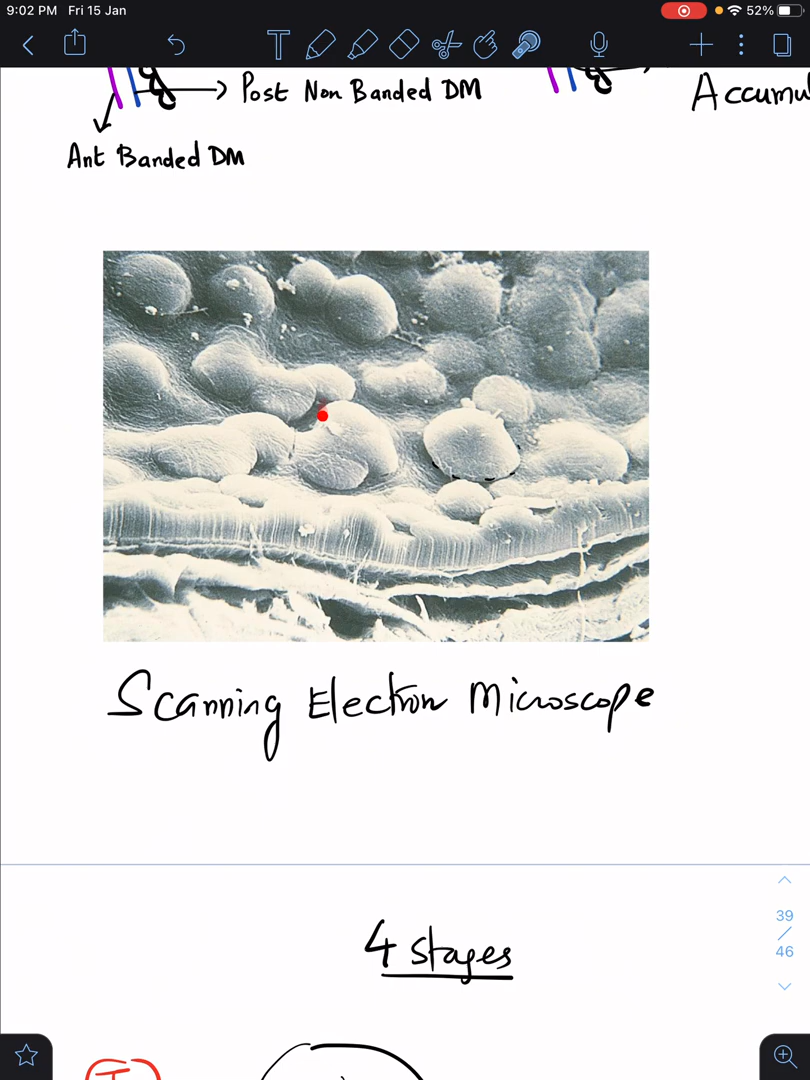 9:02 PM Fri 15 Jan
52%
T
Post Non Banded DM
Accumul
Ant Banded DM
Scanning Electron Microscope
39
/
46
4 Stages
I